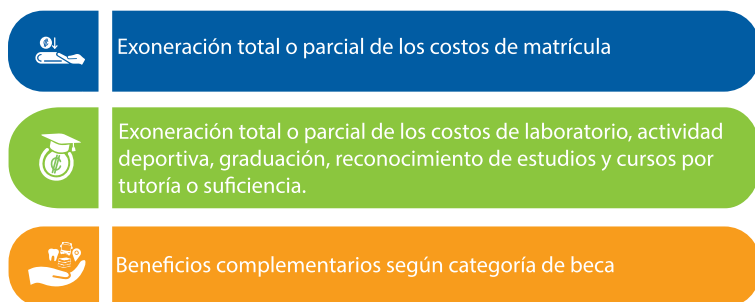 Exoneración total o parcial de los costos de matrícula
Exoneración total o parcial de los costos de laboratorio, actividad
deportiva, graduación, reconocimiento de estudios y cursos por
tutoría o suficiencia.
Beneficios complementarios según categoría de beca